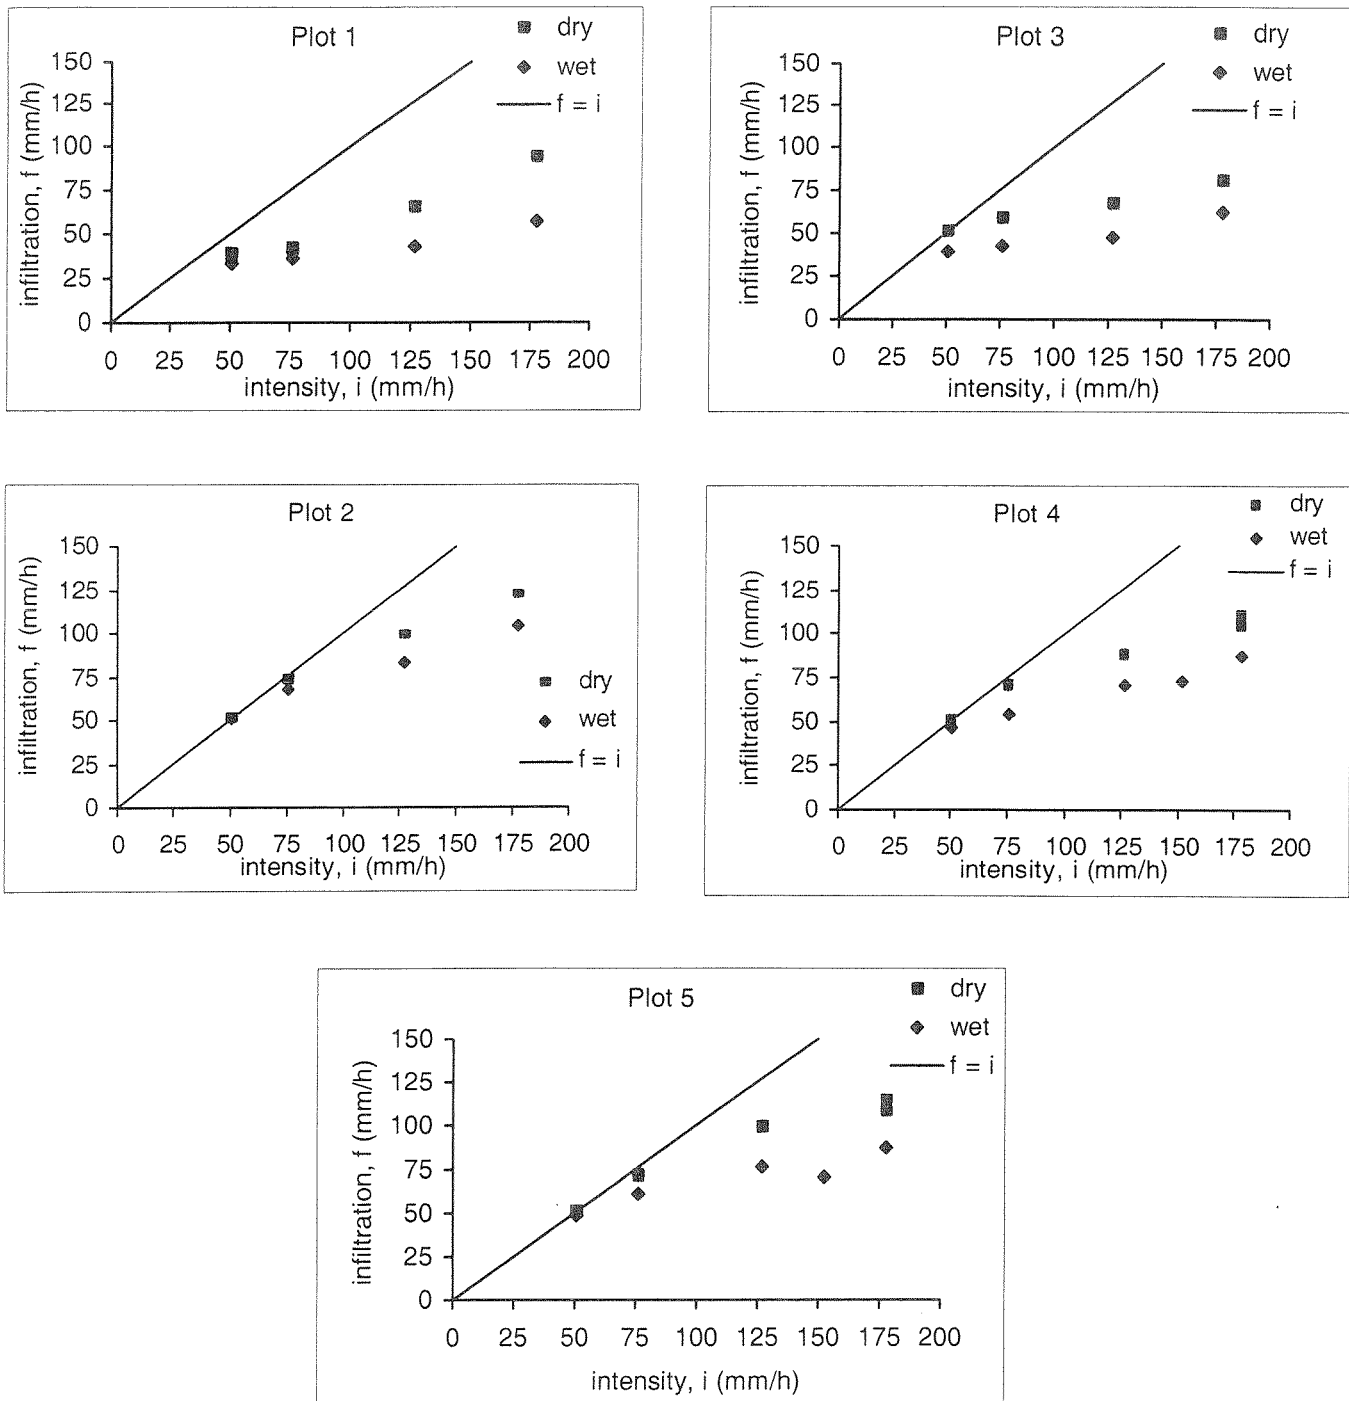 Plot 1
dry
wet
f = i
infiltration, f (mm/h)
150
125
100
75
50
25
0
0 25 50 75 100 125 150 175 200
intensity, i (mm/h)
Plot 3
dry
wet
f = i
infiltration, f (mm/h)
150
125
100
75
50
25
0
0 25 50 75 100 125 150 175 200
intensity, i (mm/h)
Plot 2
infiltration, f (mm/h)
150
125
100
75
50
25
0
dry
wet
f = i
0 25 50 75 100 125 150 175 200
intensity, i (mm/h)
Plot 4
dry
wet
f = i
infiltration, f (mm/h)
150
125
100
75
50
25
0
0 25 50 75 100 125 150 175 200
intensity, i (mm/h)
Plot 5
dry
wet
f = i
infiltration, f (mm/h)
150
125
100
75
50
25
0
0 25 50 75 100 125 150 175 200
intensity, i (mm/h)